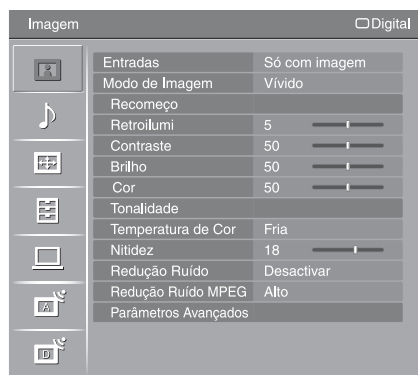 Imagem Digital
Entradas Só com imagem
Modo de Imagem Vívido
Recomeço
Retroilumi 5
Contraste 50
Brilho 50
Cor 50
Tonalidade
Temperatura de Cor Fria
Nitidez 18
Redução Ruído Desactivar
Redução Ruído MPEG Alto
Parâmetros Avançados
A
D